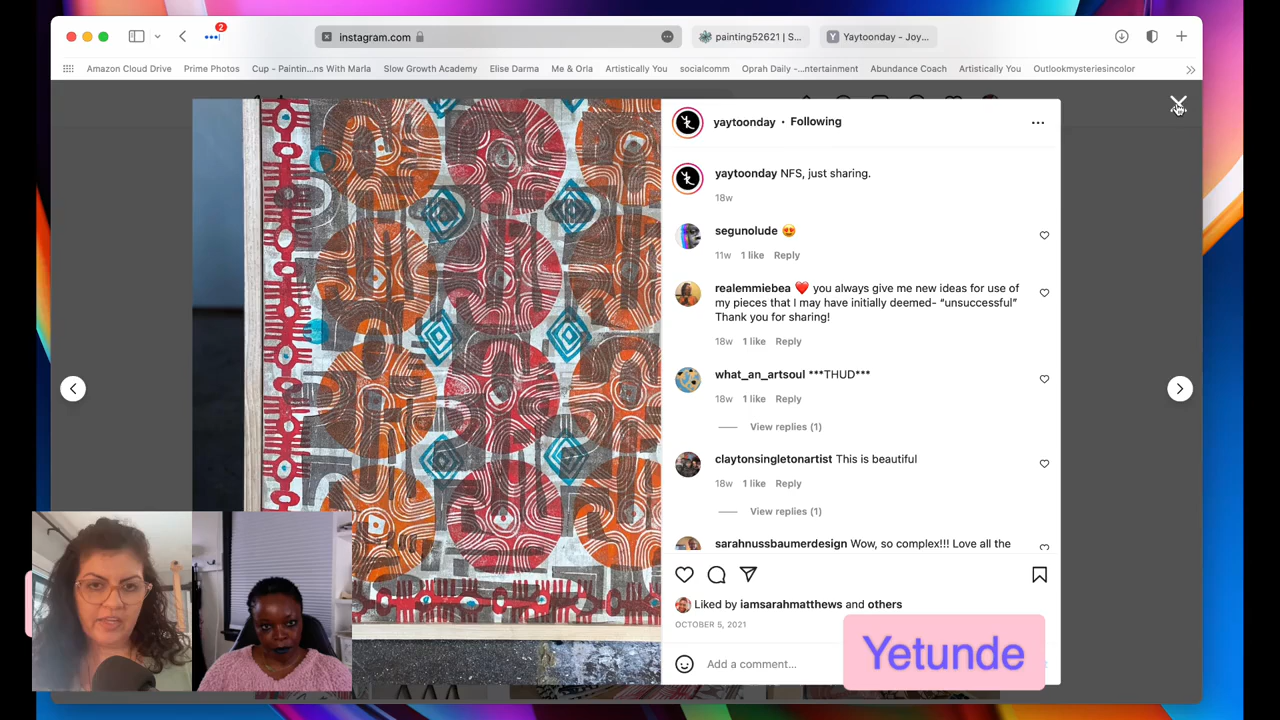 2
instagram.com
painting52621 | S...
Y
Yaytoonday - Joy...
Amazon Cloud Drive
Prime Photos
Cup - Paintin...ns With Marla
Slow Growth Academy
Elise Darma
Me & Orla
Artistically You
socialcomm
Oprah Daily -...ntertainment
Abundance Coach
Artistically You
Outlookmysteriesincolor
yaytoonday • Following
yaytoonday NFS, just sharing.
18w
segunolude 😍
11w 1 like Reply
realemmiebea ❤️ you always give me new ideas for use of
my pieces that I may have initially deemed- “unsuccessful”
Thank you for sharing!
18w 1 like Reply
what_an_artsoul ***THUD***
18w 1 like Reply
View replies (1)
claytonsingletonartist This is beautiful
18w 1 like Reply
View replies (1)
sarahnussbaumerdesign Wow, so complex!!! Love all the
Liked by iamsarahmatthews and others
OCTOBER 5, 2021
Add a comment...
Yetunde